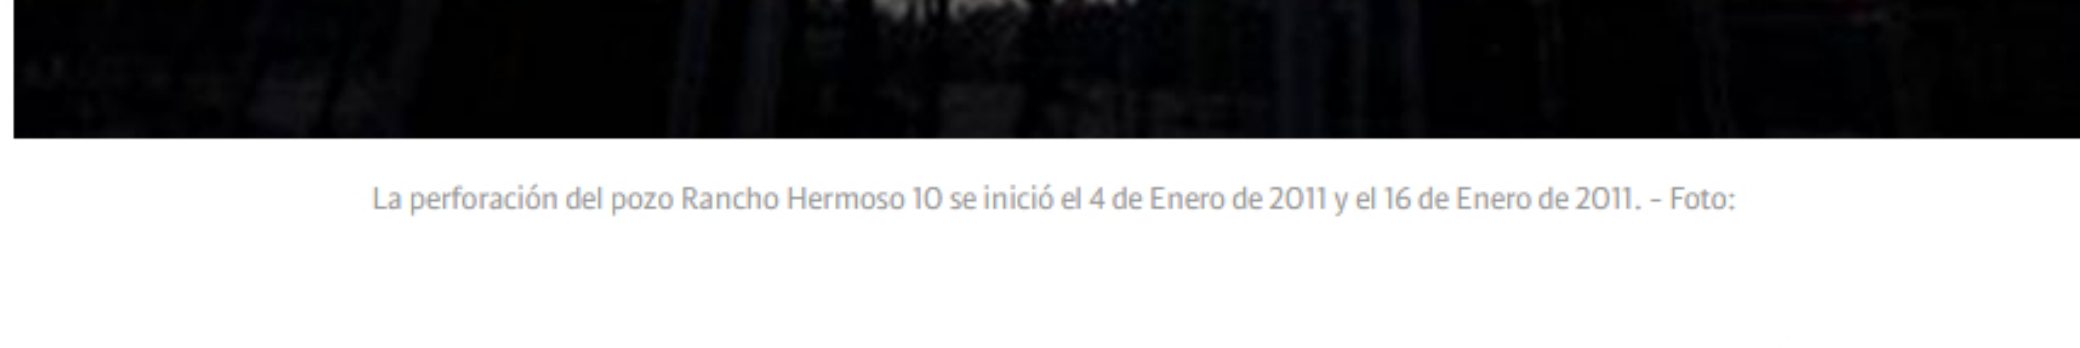 La perforación del pozo Rancho Hermoso 10 se inició el 4 de Enero de 2011 y el 16 de Enero de 2011. - Foto: